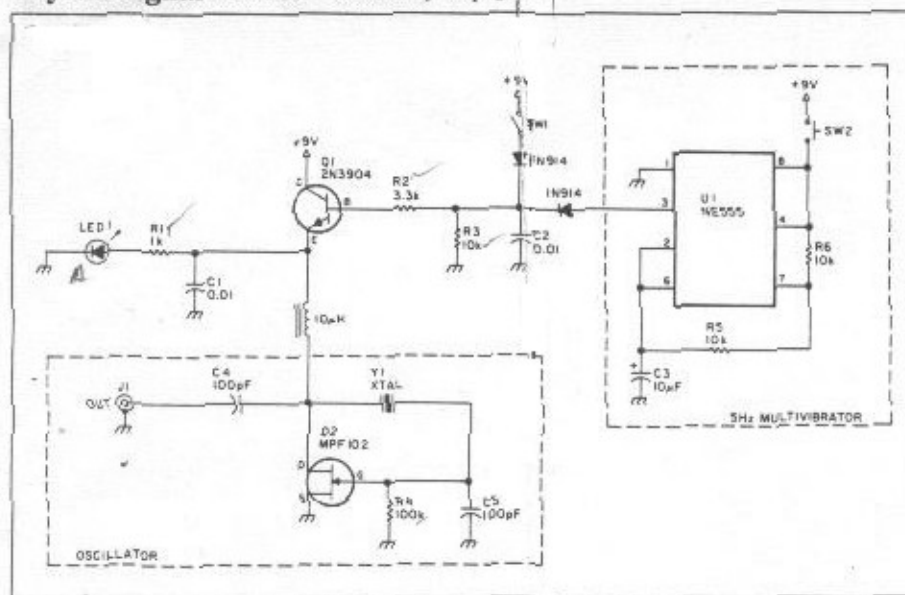 +9V
Q1
2N3904
C
B
E
R2
3.3k
LED1
R1
1k
C1
0.01
10µH
+9V
SW1
1N914
1N914
R3
10k
C2
0.01
+9V
SW2
U1
NE555
1
3
2
6
8
4
7
R6
10k
R5
10k
+
C3
10µF
5Hz MULTIVIBRATOR
J1
OUT
C4
100pF
Y1
XTAL
MPF102
D
S
G
R4
100k
C5
100pF
OSCILLATOR